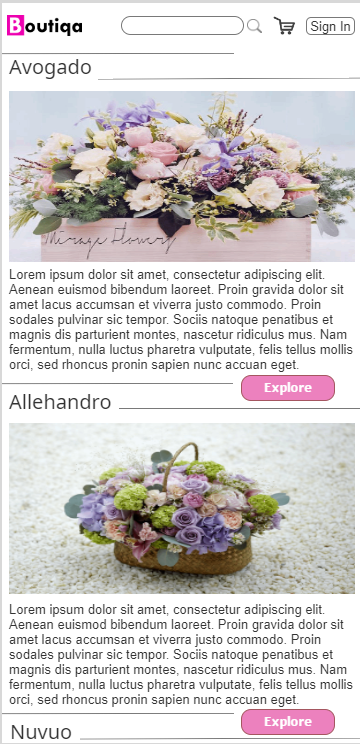 Boutiqa
Sign In
Avogado
Mirage Flowery
Lorem ipsum dolor sit amet, consectetur adipiscing elit.
Aenean euismod bibendum laoreet. Proin gravida dolor sit
amet lacus accumsan et viverra justo commodo. Proin
sodales pulvinar sic tempor. Sociis natoque penatibus et
magnis dis parturient montes, nascetur ridiculus mus. Nam
fermentum, nulla luctus pharetra vulputate, felis tellus mollis
orci, sed rhoncus pronin sapien nunc accuan eget.
Explore
Allehandro
Lorem ipsum dolor sit amet, consectetur adipiscing elit.
Aenean euismod bibendum laoreet. Proin gravida dolor sit
amet lacus accumsan et viverra justo commodo. Proin
sodales pulvinar sic tempor. Sociis natoque penatibus et
magnis dis parturient montes, nascetur ridiculus mus. Nam
fermentum, nulla luctus pharetra vulputate, felis tellus mollis
orci, sed rhoncus pronin sapien nunc accuan eget.
Explore
Nuvuo